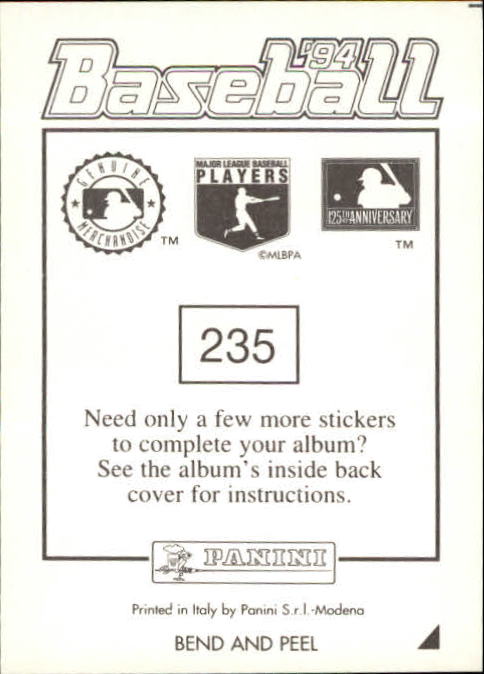 '94
Baseball
GENUINE
MERCHANDISE
TM
MAJOR LEAGUE BASEBALL
PLAYERS
©MLBPA
125TH ANNIVERSARY
TM
235
Need only a few more stickers
to complete your album?
See the album's inside back
cover for instructions.
PANINI
Printed in Italy by Panini S.r.l.-Modena
BEND AND PEEL